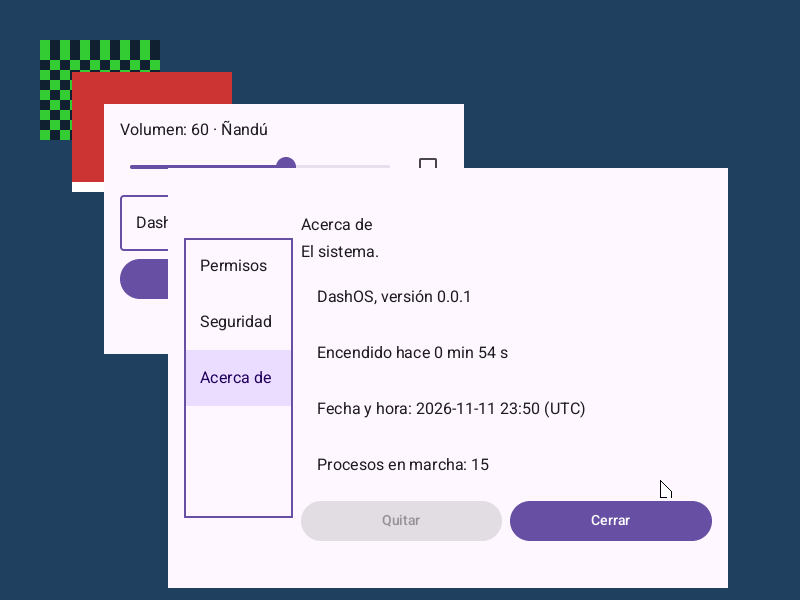 Volumen: 60 · Ñandú
Dash
Acerca de
El sistema.
Permisos
Seguridad
Acerca de
DashOS, versión 0.0.1
Encendido hace 0 min 54 s
Fecha y hora: 2026-11-11 23:50 (UTC)
Procesos en marcha: 15
Quitar
Cerrar